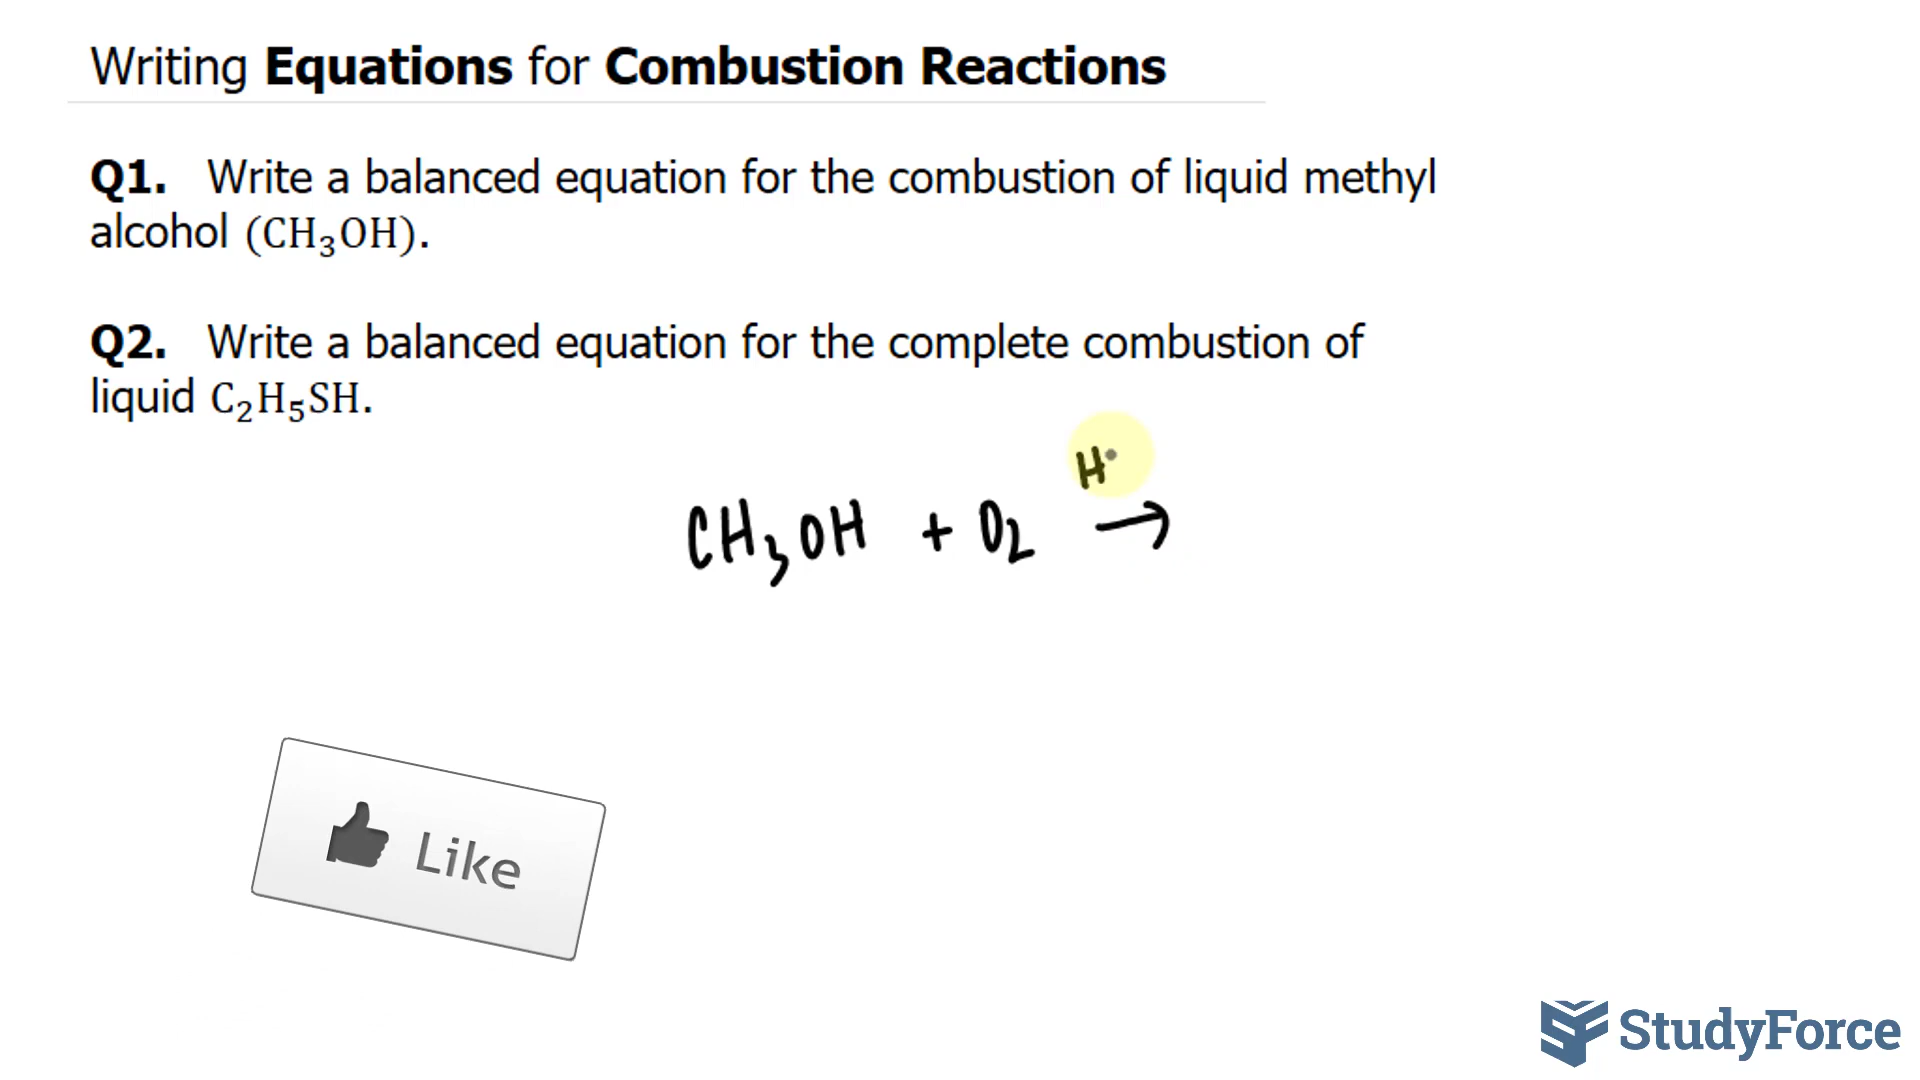 Writing Equations for Combustion Reactions
Q1. Write a balanced equation for the combustion of liquid methyl
alcohol (CH₃OH).
Q2. Write a balanced equation for the complete combustion of
liquid C₂H₅SH.
H
CH₃OH + O₂ →
Like
StudyForce